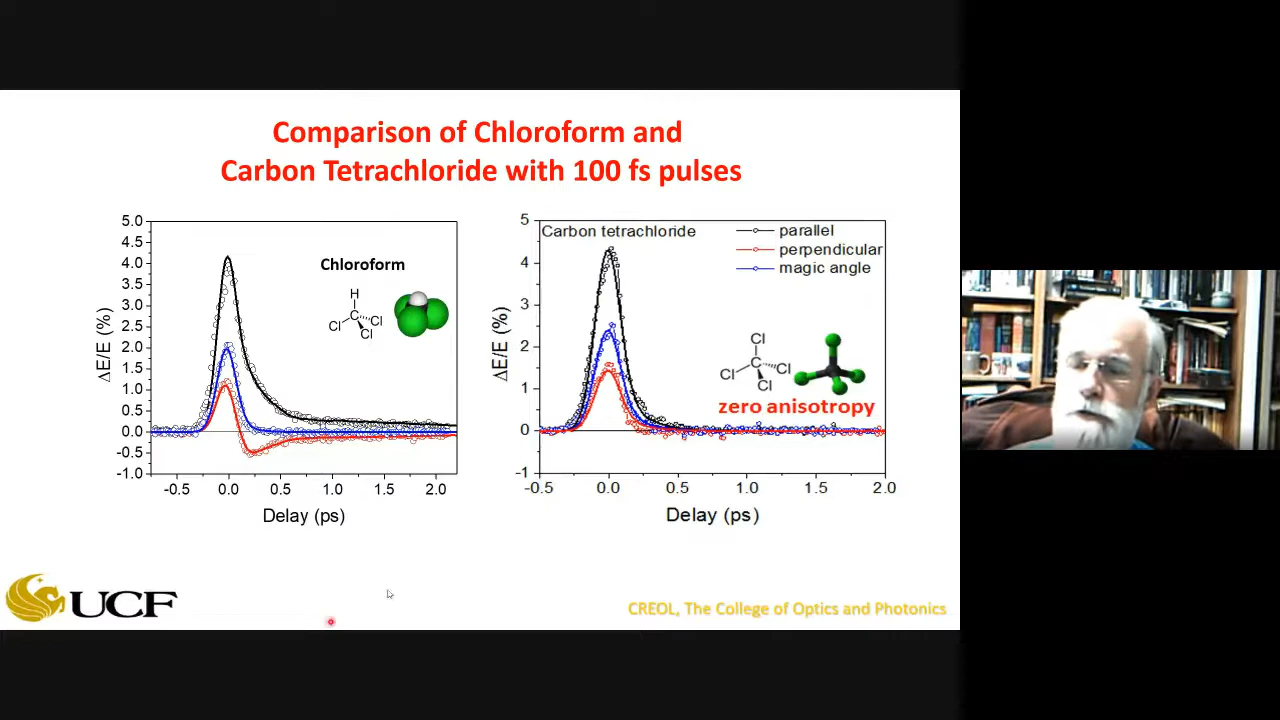 Comparison of Chloroform and
Carbon Tetrachloride with 100 fs pulses
5.0
4.5
4.0
3.5
3.0
2.5
2.0
1.5
1.0
0.5
0.0
-0.5
-1.0
ΔE/E (%)
Chloroform
H
C
Cl
Cl
Cl
-0.5 0.0 0.5 1.0 1.5 2.0
Delay (ps)
5
4
3
2
1
0
-1
ΔE/E (%)
Carbon tetrachloride
parallel
perpendicular
magic angle
Cl
C
Cl
Cl
Cl
zero anisotropy
-0.5 0.0 0.5 1.0 1.5 2.0
Delay (ps)
UCF
CREOL, The College of Optics and Photonics